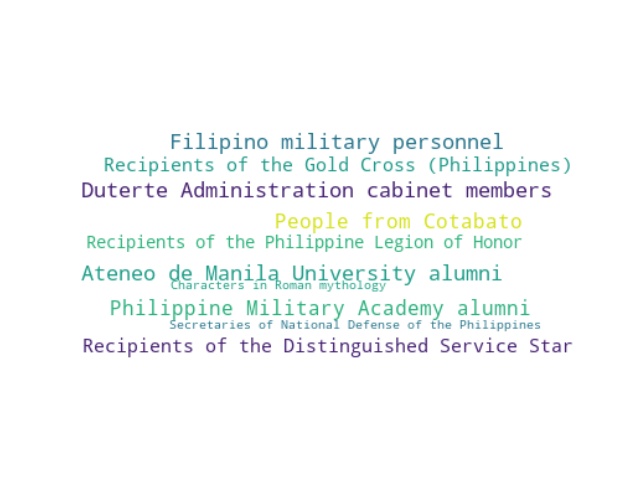 Filipino military personnel
Recipients of the Gold Cross (Philippines)
Duterte Administration cabinet members
People from Cotabato
Recipients of the Philippine Legion of Honor
Ateneo de Manila University alumni
Characters in Roman mythology
Philippine Military Academy alumni
Secretaries of National Defense of the Philippines
Recipients of the Distinguished Service Star